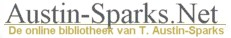 Austin-Sparks.Net
De online bibliotheek van T. Austin-Sparks